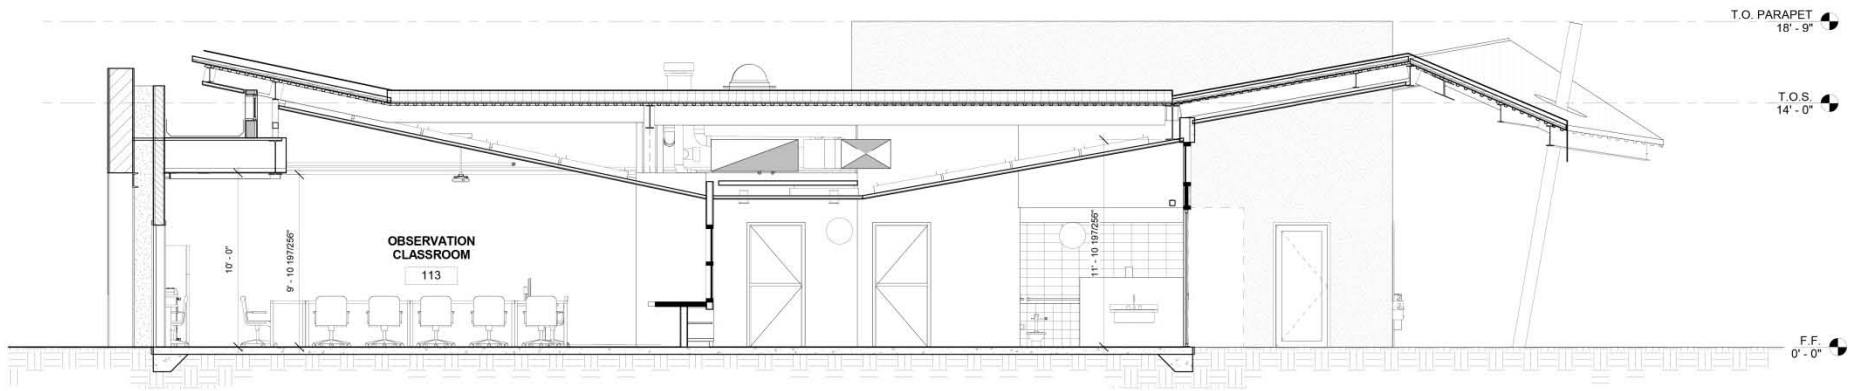 T.O. PARAPET
18' - 9"
T.O.S.
14' - 0"
OBSERVATION
CLASSROOM
113
10' - 0"
9' - 10 197/256"
11' - 10 197/256"
F.F.
0' - 0"